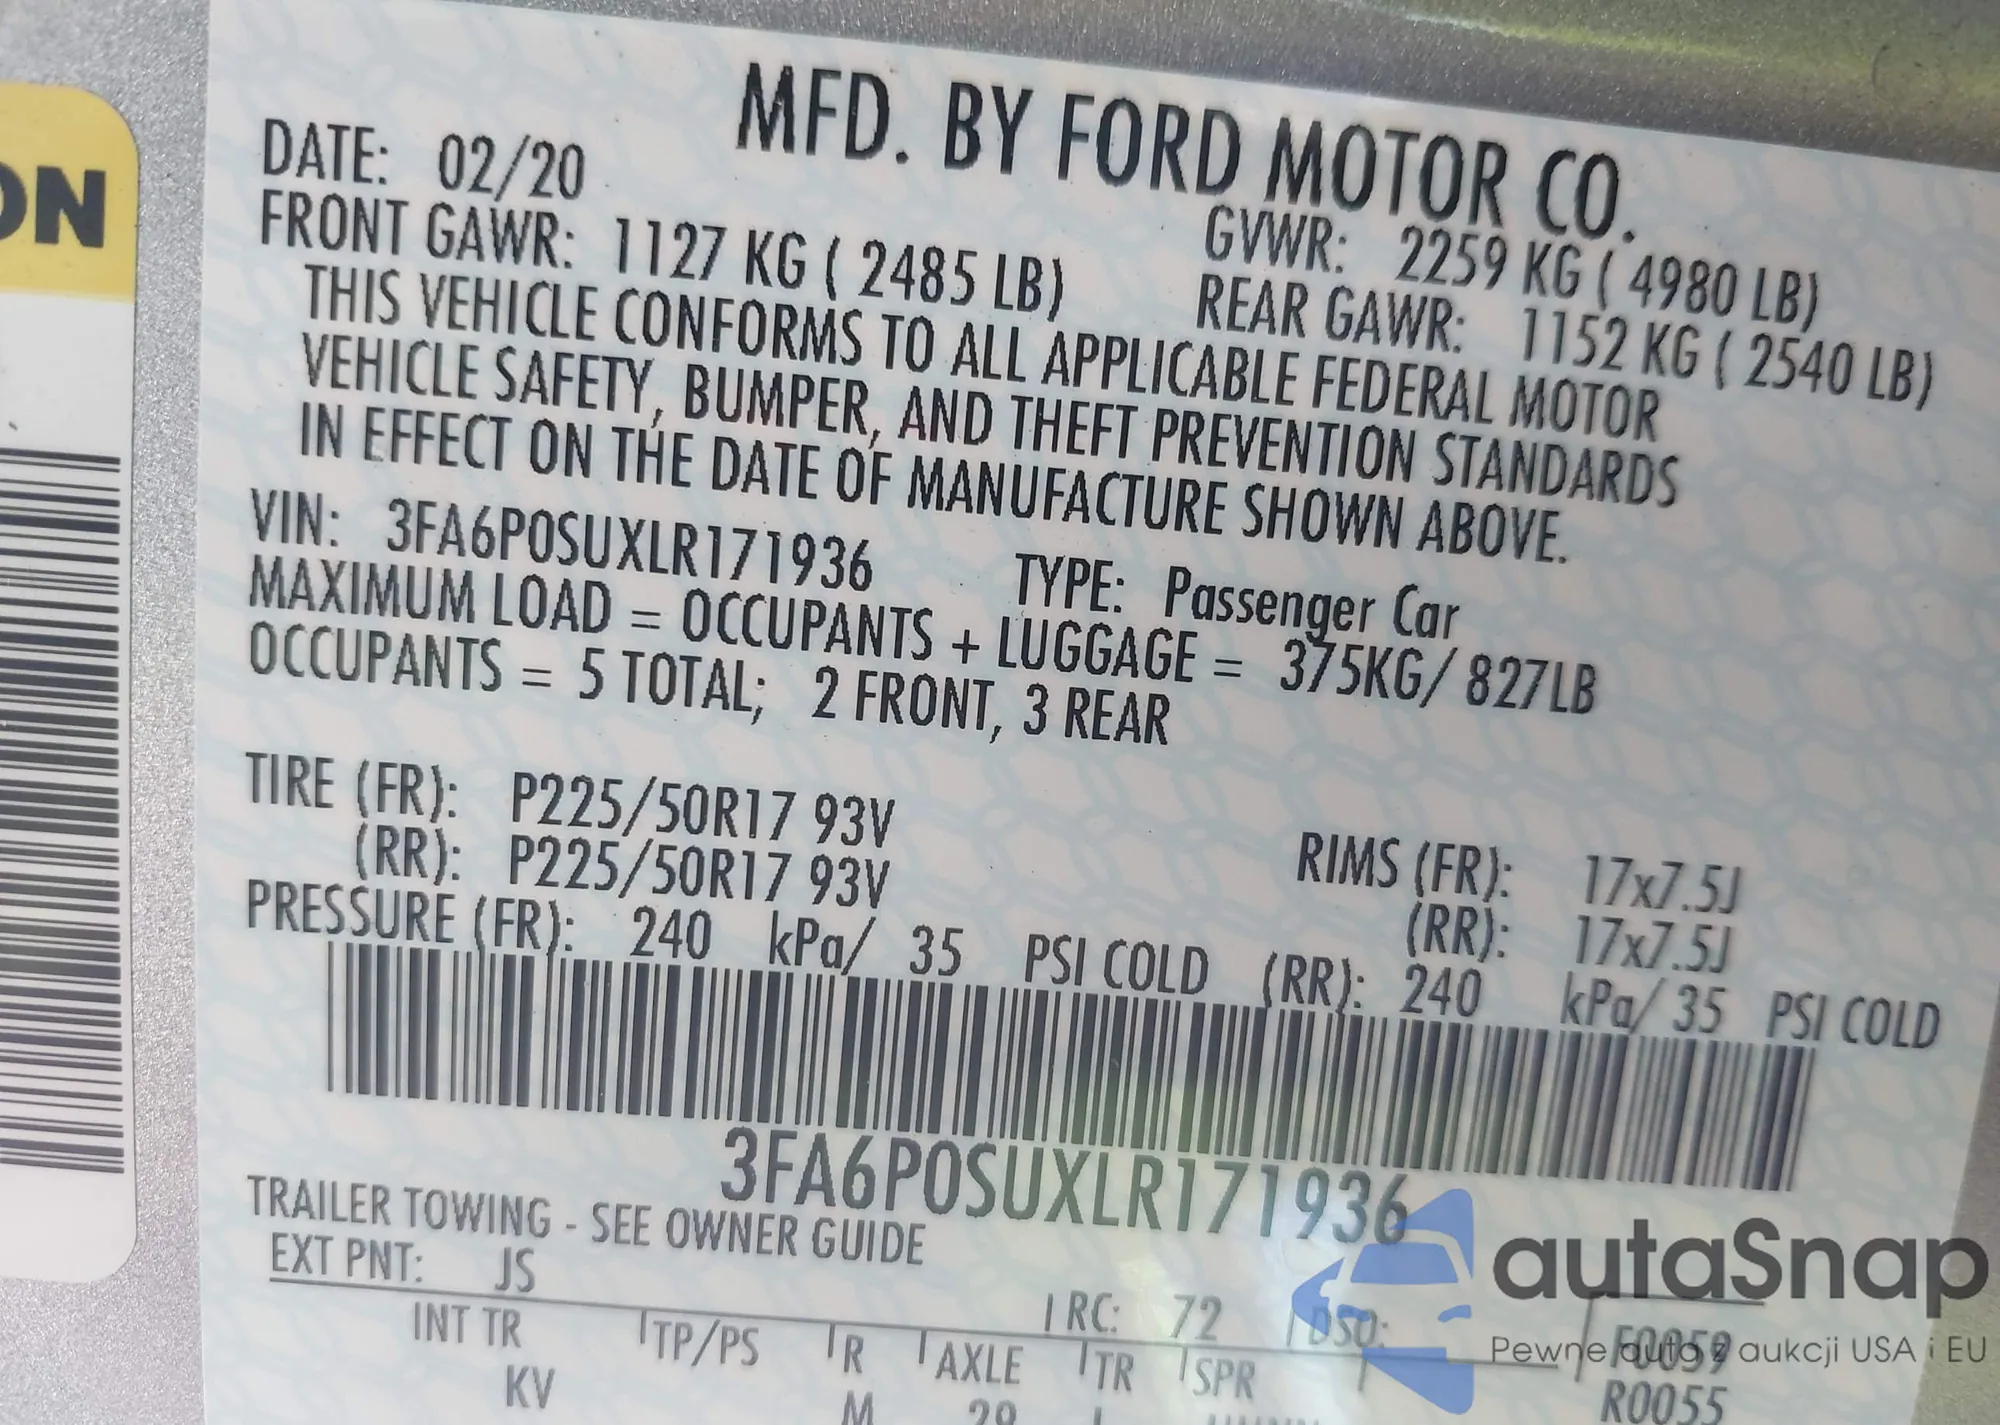 ON
MFD. BY FORD MOTOR CO.
DATE: 02/20
GVWR: 2259 KG ( 4980 LB)
FRONT GAWR: 1127 KG ( 2485 LB)
REAR GAWR: 1152 KG ( 2540 LB)
THIS VEHICLE CONFORMS TO ALL APPLICABLE FEDERAL MOTOR
VEHICLE SAFETY, BUMPER, AND THEFT PREVENTION STANDARDS
IN EFFECT ON THE DATE OF MANUFACTURE SHOWN ABOVE.
VIN: 3FA6P0SUXLR171936 TYPE: Passenger Car
MAXIMUM LOAD = OCCUPANTS + LUGGAGE = 375KG/ 827LB
OCCUPANTS = 5 TOTAL; 2 FRONT, 3 REAR
TIRE (FR): P225/50R17 93V RIMS (FR): 17x7.5J
(RR): P225/50R17 93V (RR): 17x7.5J
PRESSURE (FR): 240 kPa/ 35 PSI COLD (RR): 240 kPa/ 35 PSI COLD
3FA6P0SUXLR171936
TRAILER TOWING - SEE OWNER GUIDE
EXT PNT: JS RC: 72 DSO: F0059
R0055
INT TR TP/PS R AXLE TR SPR
KV M 29
autaSnap
Pewne auta z aukcji USA i EU